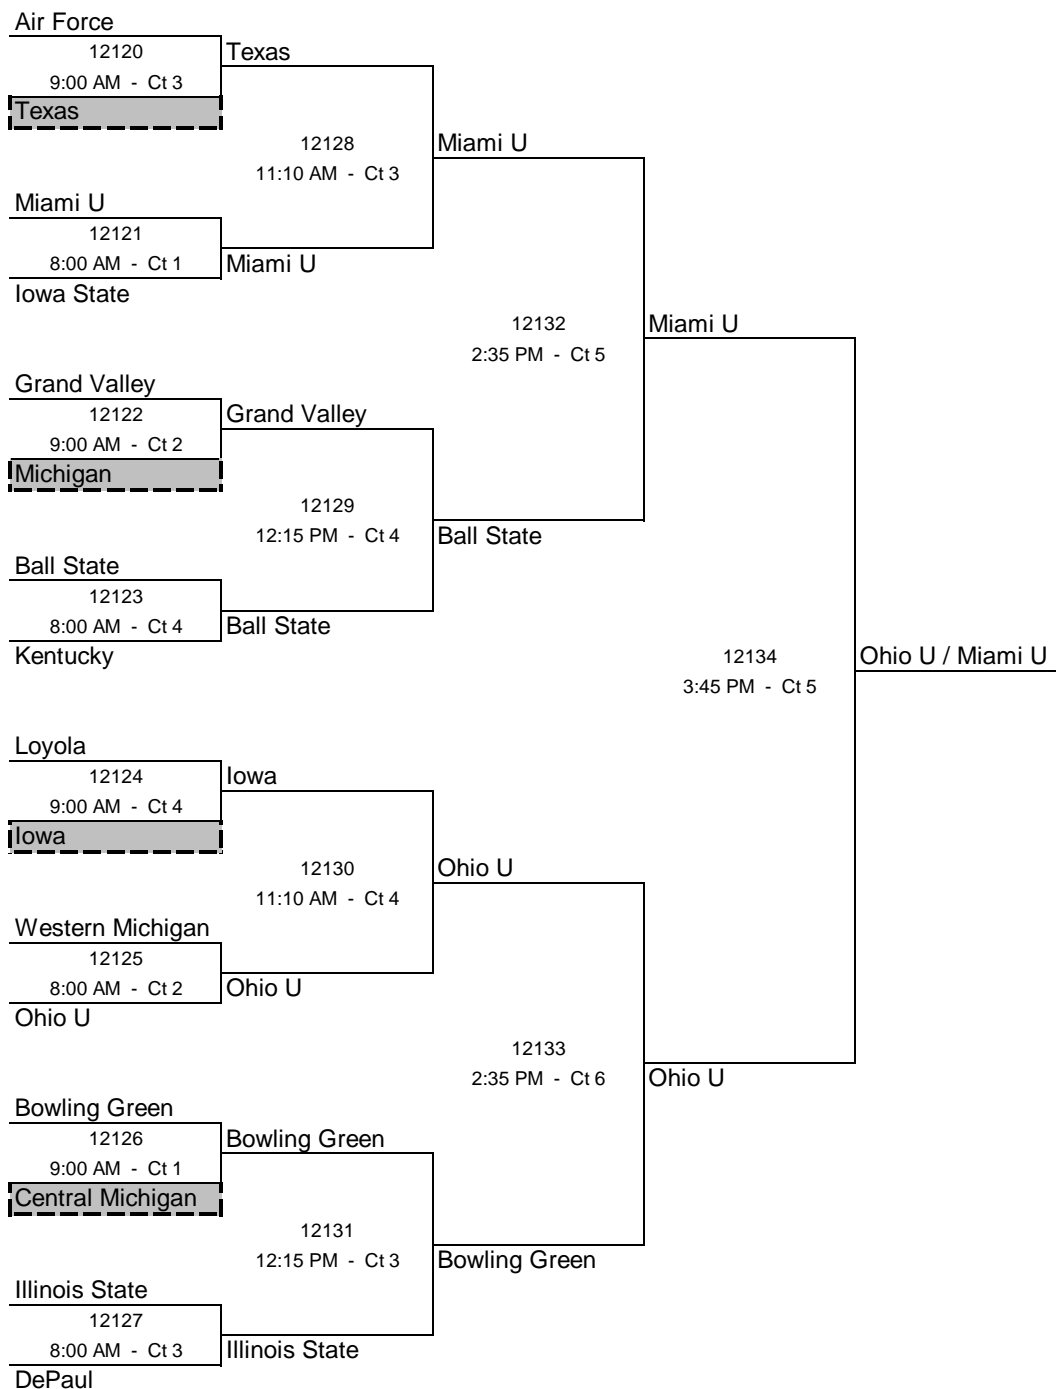 Air Force
12120
Texas
9:00 AM - Ct 3
Texas
12128
Miami U
11:10 AM - Ct 3
Miami U
12121
8:00 AM - Ct 1
Miami U
Iowa State
12132
Miami U
2:35 PM - Ct 5
Grand Valley
12122
Grand Valley
9:00 AM - Ct 2
Michigan
12129
12:15 PM - Ct 4
Ball State
Ball State
12123
8:00 AM - Ct 4
Ball State
Kentucky
12134
Ohio U / Miami U
3:45 PM - Ct 5
Loyola
12124
Iowa
9:00 AM - Ct 4
Iowa
12130
Ohio U
11:10 AM - Ct 4
Western Michigan
12125
8:00 AM - Ct 2
Ohio U
Ohio U
12133
2:35 PM - Ct 6
Ohio U
Bowling Green
12126
Bowling Green
9:00 AM - Ct 1
Central Michigan
12131
12:15 PM - Ct 3
Bowling Green
Illinois State
12127
8:00 AM - Ct 3
Illinois State
DePaul